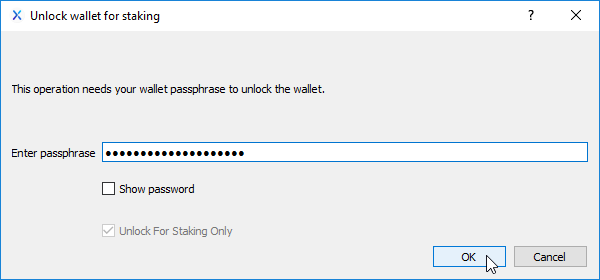 Unlock wallet for staking
This operation needs your wallet passphrase to unlock the wallet.
Enter passphrase ••••••••••••••••••••
Show password
Unlock For Staking Only
OK Cancel